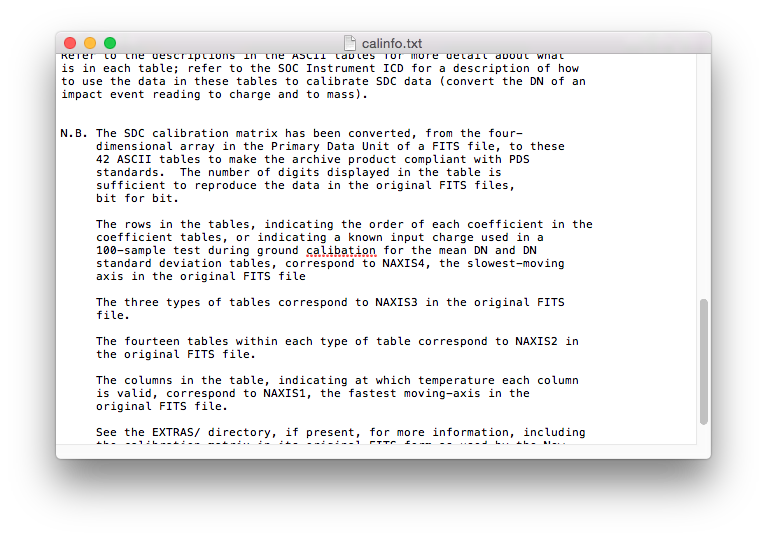 calinfo.txt
Refer to the descriptions in the ASCII tables for more detail about what
is in each table; refer to the SOC Instrument ICD for a description of how
to use the data in these tables to calibrate SDC data (convert the DN of an
impact event reading to charge and to mass).
N.B. The SDC calibration matrix has been converted, from the four-
dimensional array in the Primary Data Unit of a FITS file, to these
42 ASCII tables to make the archive product compliant with PDS
standards.  The number of digits displayed in the table is
sufficient to reproduce the data in the original FITS files,
bit for bit.
The rows in the tables, indicating the order of each coefficient in the
coefficient tables, or indicating a known input charge used in a
100-sample test during ground calibation for the mean DN and DN
standard deviation tables, correspond to NAXIS4, the slowest-moving
axis in the original FITS file
The three types of tables correspond to NAXIS3 in the original FITS
file.
The fourteen tables within each type of table correspond to NAXIS2 in
the original FITS file.
The columns in the table, indicating at which temperature each column
is valid, correspond to NAXIS1, the fastest moving-axis in the
original FITS file.
See the EXTRAS/ directory, if present, for more information, including
the calibration matrix in its original FITS form as used by the New